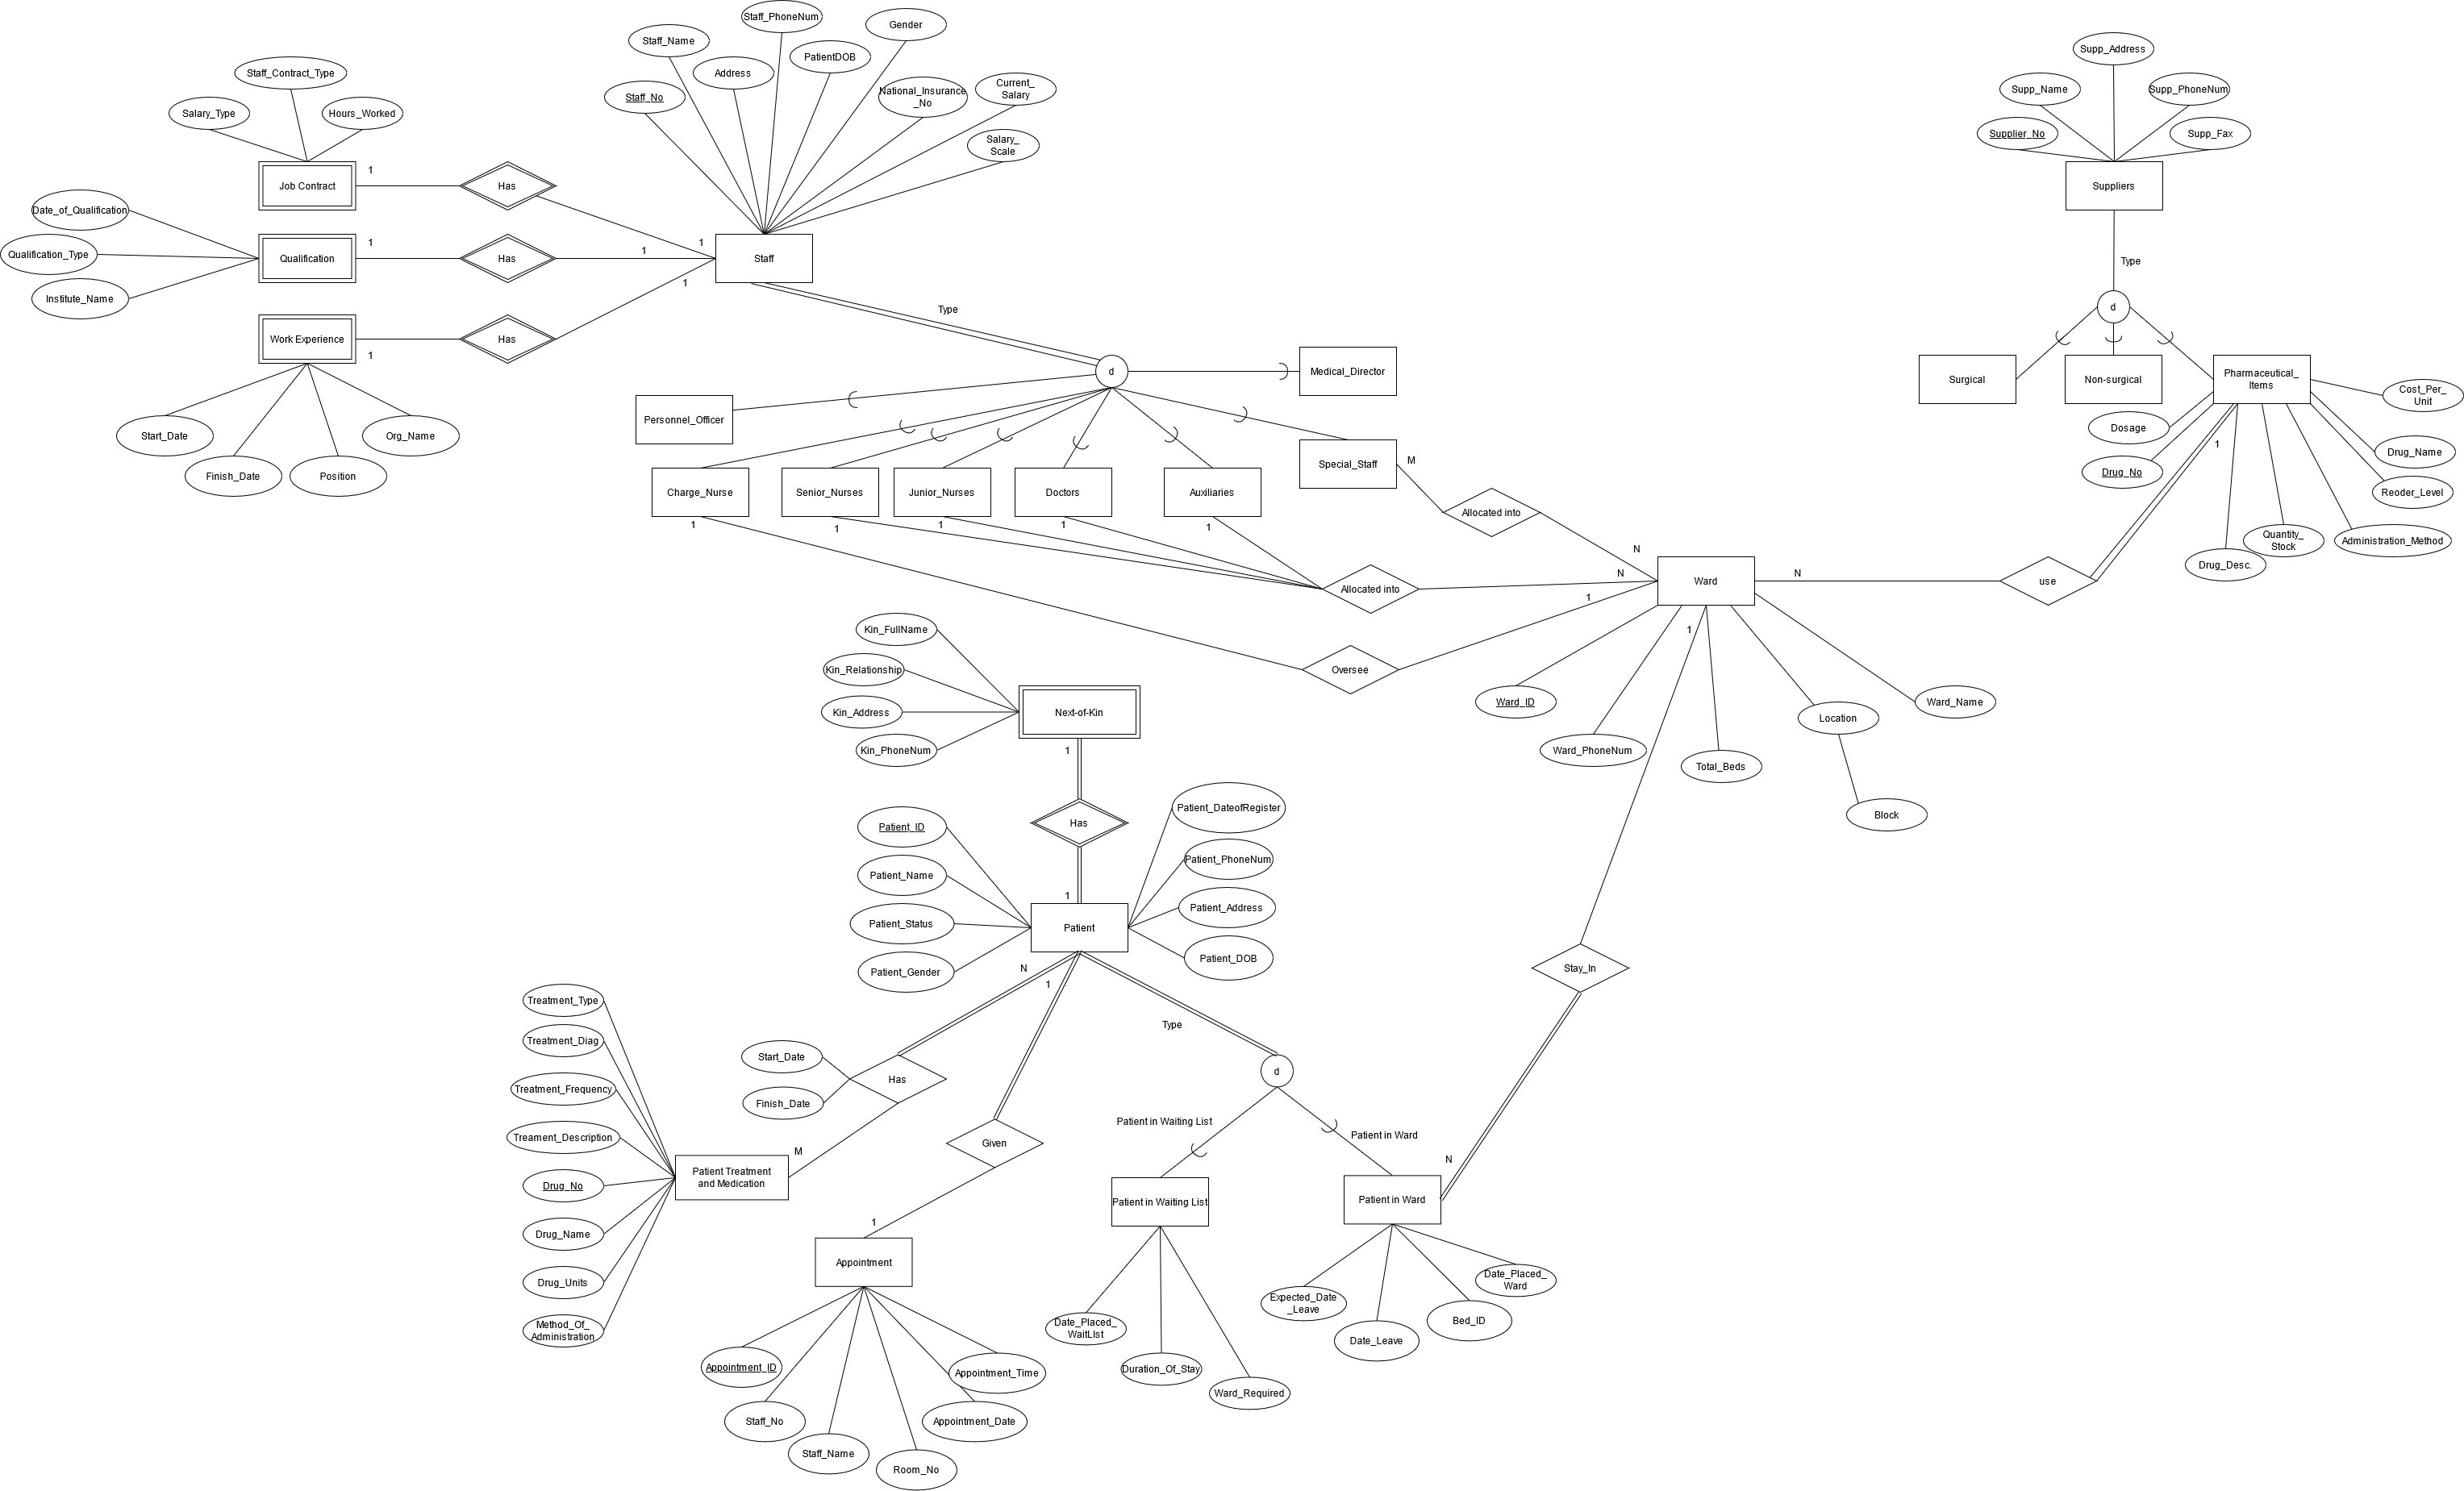 Staff_PhoneNum
Gender
Staff_Name
PatientDOB
Address
Staff_No
National_Insurance
_No
Current_
Salary
Salary_
Scale
Staff_Contract_Type
Salary_Type
Hours_Worked
Job Contract
1
Has
1
Date_of_Qualification
Qualification_Type
Institute_Name
Qualification
1
Has
1
Staff
Work Experience
1
Has
1
Start_Date
Finish_Date
Position
Org_Name
Type
d
Medical_Director
Personnel_Officer
Charge_Nurse
1
Senior_Nurses
1
Junior_Nurses
1
Doctors
1
Auxiliaries
1
Special_Staff
M
Allocated into
N
Allocated into
N
Oversee
1
Supp_Address
Supp_Name
Supp_PhoneNum
Supplier_No
Supp_Fax
Suppliers
Type
d
Surgical
Non-surgical
Pharmaceutical_
Items
Cost_Per_
Unit
Dosage
Drug_No
1
Drug_Name
Reoder_Level
Administration_Method
Quantity_
Stock
Drug_Desc.
use
N
Ward
1
Ward_ID
Ward_PhoneNum
Total_Beds
Location
Block
Ward_Name
Kin_FullName
Kin_Relationship
Kin_Address
Kin_PhoneNum
Next-of-Kin
1
Has
1
Patient_ID
Patient_Name
Patient_Status
Patient_Gender
Patient_DateofRegister
Patient_PhoneNum
Patient_Address
Patient_DOB
Patient
N
1
Type
Stay_In
N
Start_Date
Finish_Date
Has
M
Treatment_Type
Treatment_Diag
Treatment_Frequency
Treament_Description
Drug_No
Drug_Name
Drug_Units
Method_Of_
Administration
Patient Treatment
and Medication
Given
1
Appointment
Appointment_ID
Staff_No
Staff_Name
Room_No
Appointment_Date
Appointment_Time
d
Patient in Waiting List
Patient in Ward
Patient in Waiting List
Patient in Ward
Date_Placed_
WaitLIst
Duration_Of_Stay
Ward_Required
Expected_Date
_Leave
Date_Leave
Bed_ID
Date_Placed_
Ward